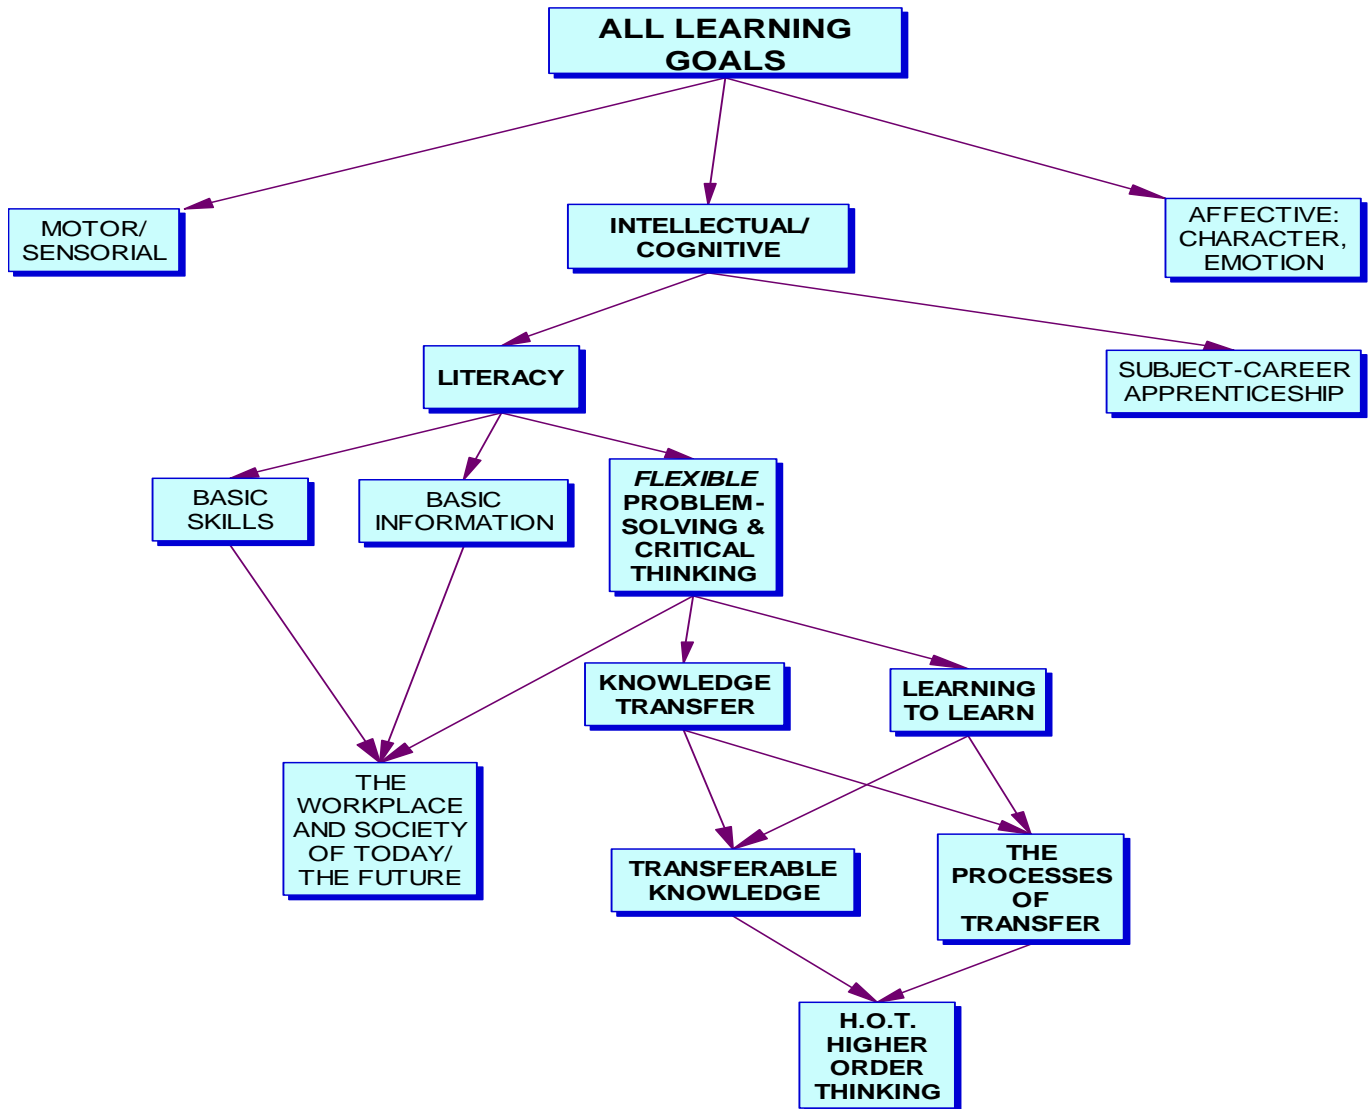 ALL LEARNING
GOALS
MOTOR/
SENSORIAL
INTELLECTUAL/
COGNITIVE
AFFECTIVE:
CHARACTER,
EMOTION
LITERACY
SUBJECT-CAREER
APPRENTICESHIP
BASIC
SKILLS
BASIC
INFORMATION
FLEXIBLE
PROBLEM-
SOLVING &
CRITICAL
THINKING
KNOWLEDGE
TRANSFER
LEARNING
TO LEARN
THE
WORKPLACE
AND SOCIETY
OF TODAY/
THE FUTURE
TRANSFERABLE
KNOWLEDGE
THE
PROCESSES
OF
TRANSFER
H.O.T.
HIGHER
ORDER
THINKING